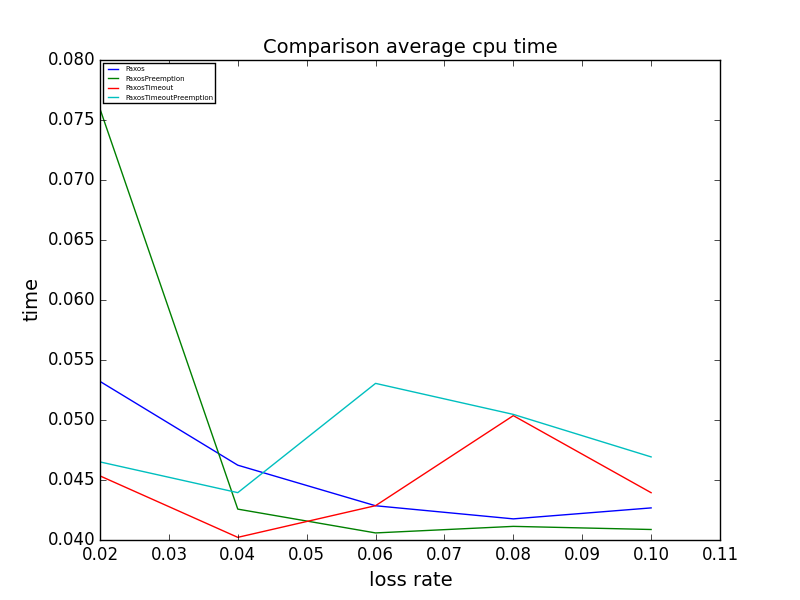 Comparison average cpu time
0.080
0.075
0.070
0.065
0.060
0.055
0.050
0.045
0.040
time
Paxos
PaxosPreemption
PaxosTimeout
PaxosTimeoutPreemption
0.02 0.03 0.04 0.05 0.06 0.07 0.08 0.09 0.10 0.11
loss rate